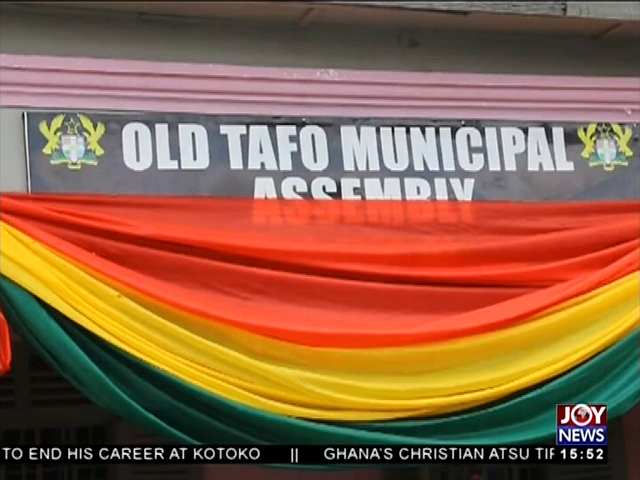 OLD TAFO MUNICIPAL
ASSEMBLY
JOY
NEWS
TO END HIS CAREER AT KOTOKO || GHANA'S CHRISTIAN ATSU
15:52